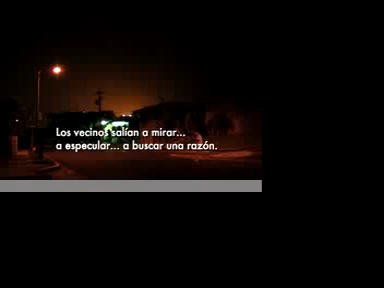 Los vecinos salían a mirar...
a especular... a buscar una razón.